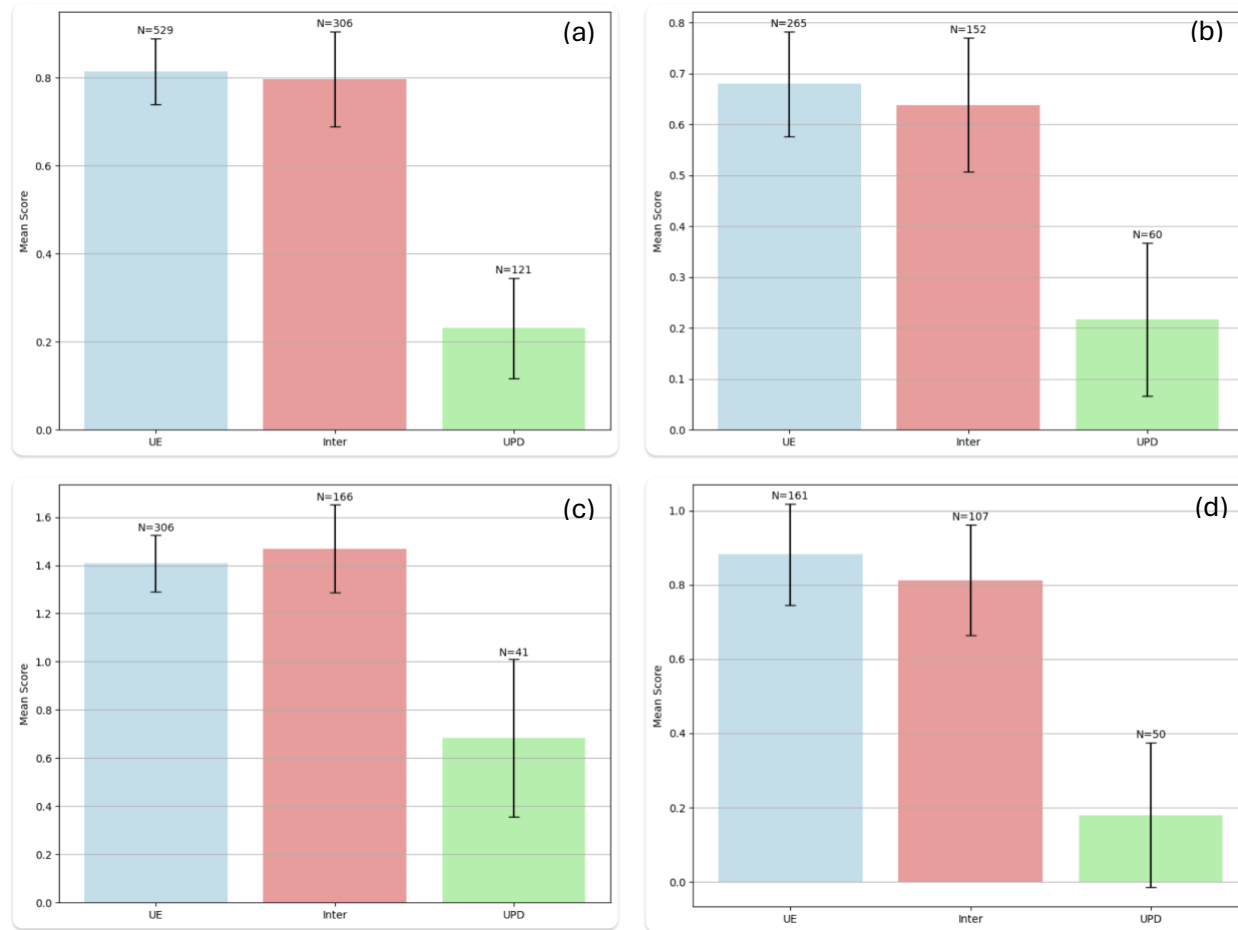 (a)
N=529
N=306
N=121
0.8
0.6
0.4
0.2
0.0
Mean Score
UE
Inter
UPD
(b)
N=265
N=152
N=60
0.8
0.7
0.6
0.5
0.4
0.3
0.2
0.1
0.0
Mean Score
UE
Inter
UPD
(c)
N=306
N=166
N=41
1.6
1.4
1.2
1.0
0.8
0.6
0.4
0.2
0.0
Mean Score
UE
Inter
UPD
(d)
N=161
N=107
N=50
1.0
0.8
0.6
0.4
0.2
0.0
Mean Score
UE
Inter
UPD